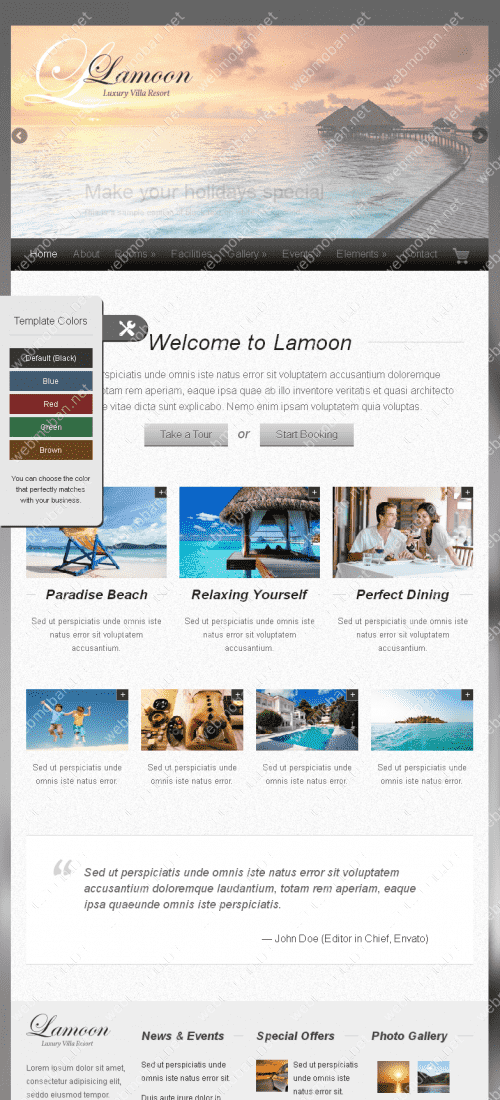 Lamoon
Luxury Villa Resort
Make your holidays special
Home About Rooms » Facilities Gallery » Events Elements » Contact
Template Colors
Default (Black)
Blue
Red
Green
Brown
You can choose the color
that perfectly matches
with your business.
Welcome to Lamoon
rspiciatis unde omnis iste natus error sit voluptatem accusantium doloremque
tam rem aperiam, eaque ipsa quae ab illo inventore veritatis et quasi architecto
e vitae dicta sunt explicabo. Nemo enim ipsam voluptatem quia voluptas.
Take a Tour or Start Booking
Paradise Beach Relaxing Yourself Perfect Dining
Sed ut perspiciatis unde omnis iste
natus error sit voluptatem
accusantium.
Sed ut perspiciatis unde omnis iste
natus error sit voluptatem
accusantium.
Sed ut perspiciatis unde omnis iste
natus error sit voluptatem
accusantium.
Sed ut perspiciatis unde
omnis iste natus error.
Sed ut perspiciatis unde
omnis iste natus error.
Sed ut perspiciatis unde
omnis iste natus error.
Sed ut perspiciatis unde
omnis iste natus error.
“
Sed ut perspiciatis unde omnis iste natus error sit voluptatem
accusantium doloremque laudantium, totam rem aperiam, eaque
ipsa quaeunde omnis iste perspiciatis.
— John Doe (Editor in Chief, Envato)
Lamoon
Luxury Villa Resort
Lorem ipsum dolor sit amet,
consectetur adipisicing elit,
seddo eiusmod tempor
News & Events
Sed ut perspiciatis unde
omnis iste natus error sit.
Duis aute irure dolor in
Special Offers
Sed ut perspiciatis
unde omnis iste
natus error sit.
Photo Gallery
webmoban.net